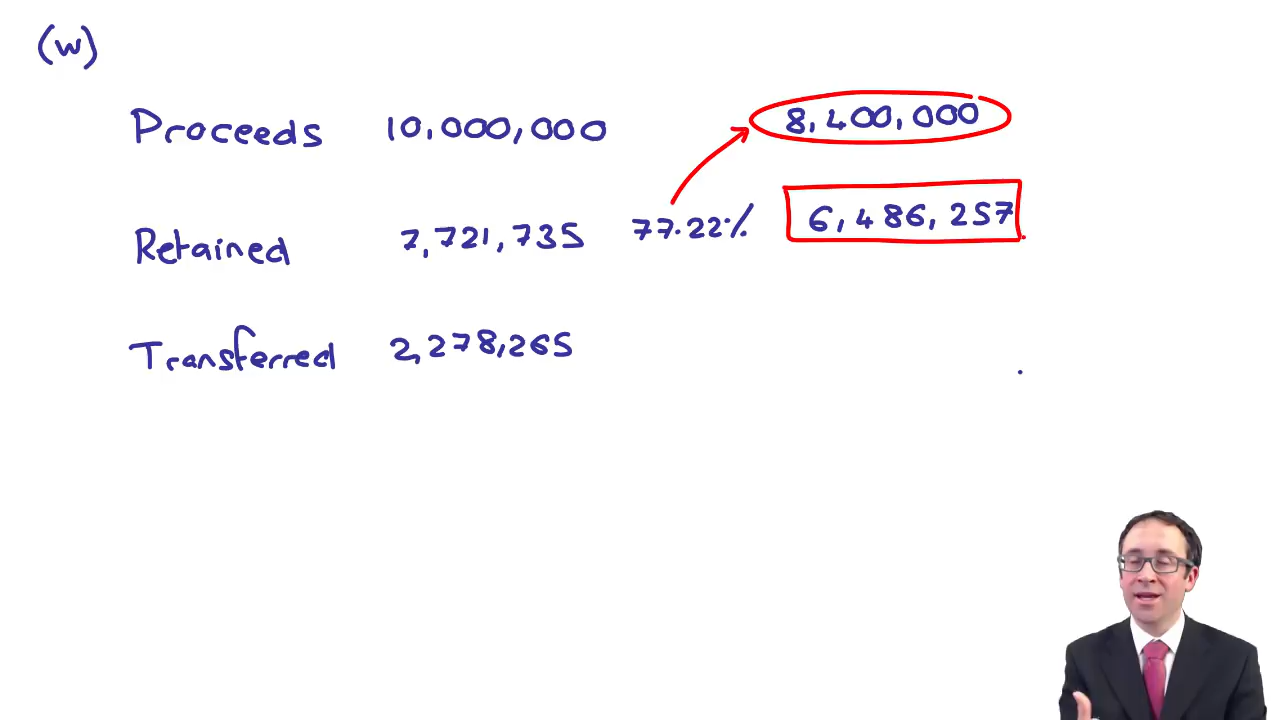 (w)
Proceeds 10,000,000 8,400,000
Retained 7,721,735 77.22% 6,486,257
Transferred 2,278,265